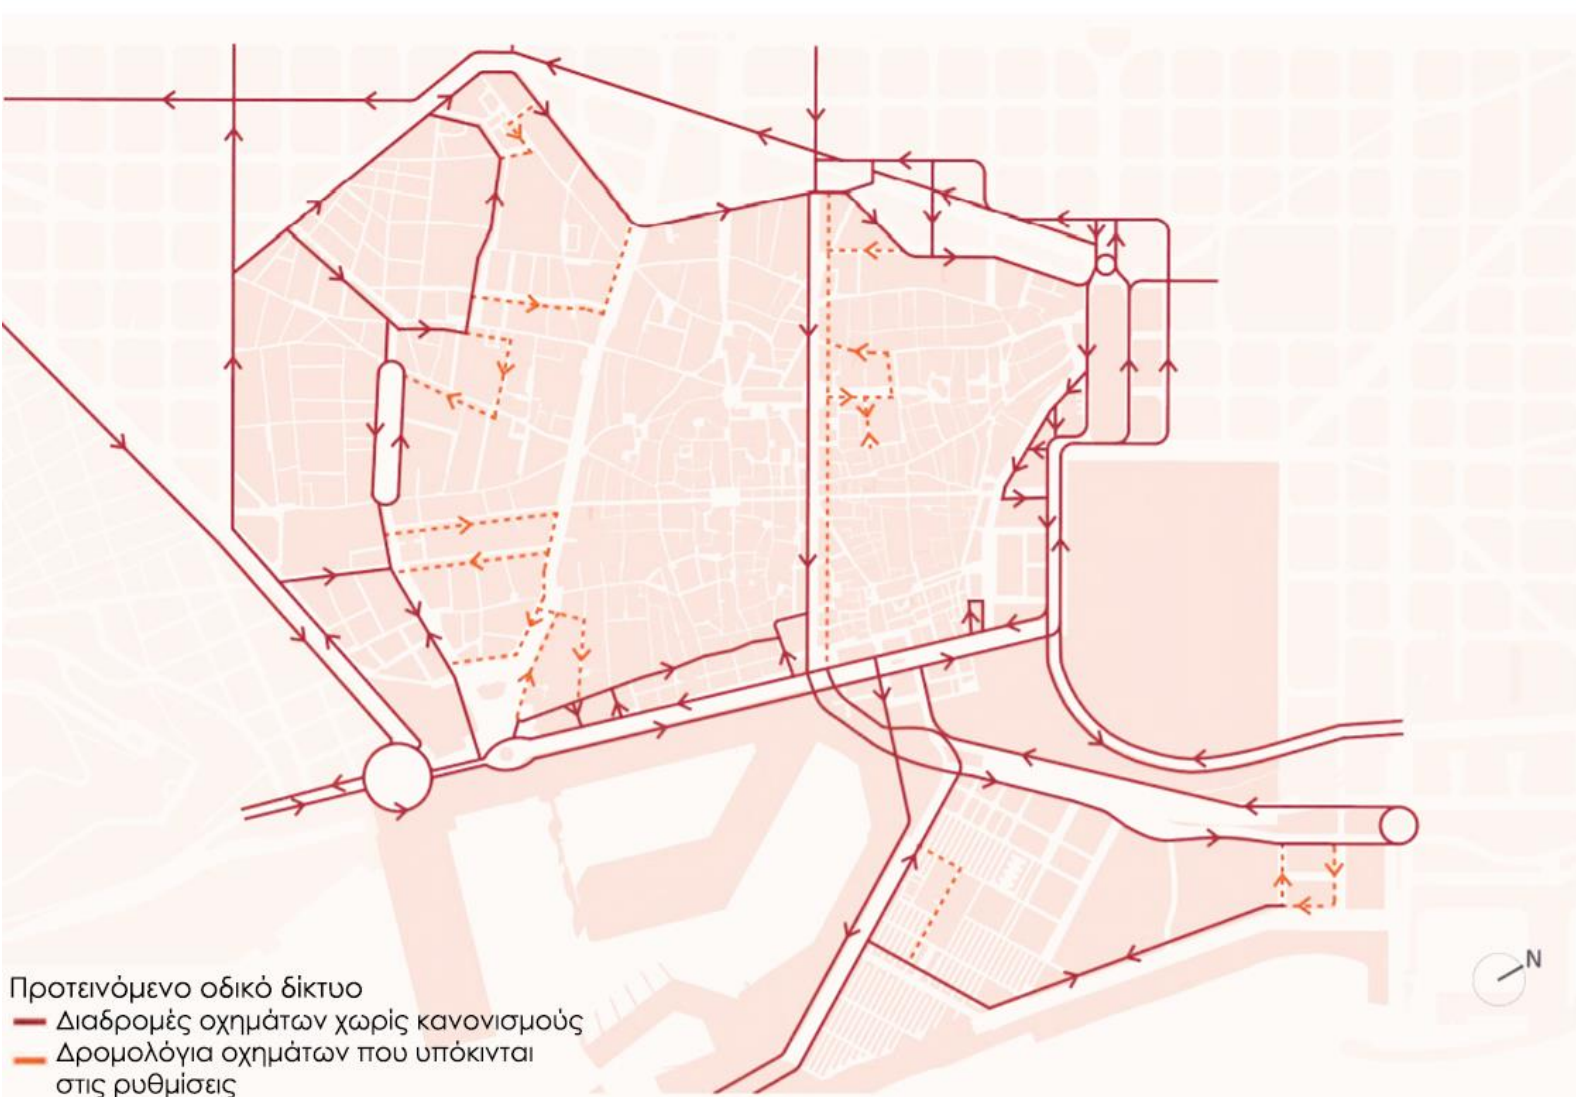 N
Προτεινόμενο οδικό δίκτυο
Διαδρομές οχημάτων χωρίς κανονισμούς
Δρομολόγια οχημάτων που υπόκινται
στις ρυθμίσεις